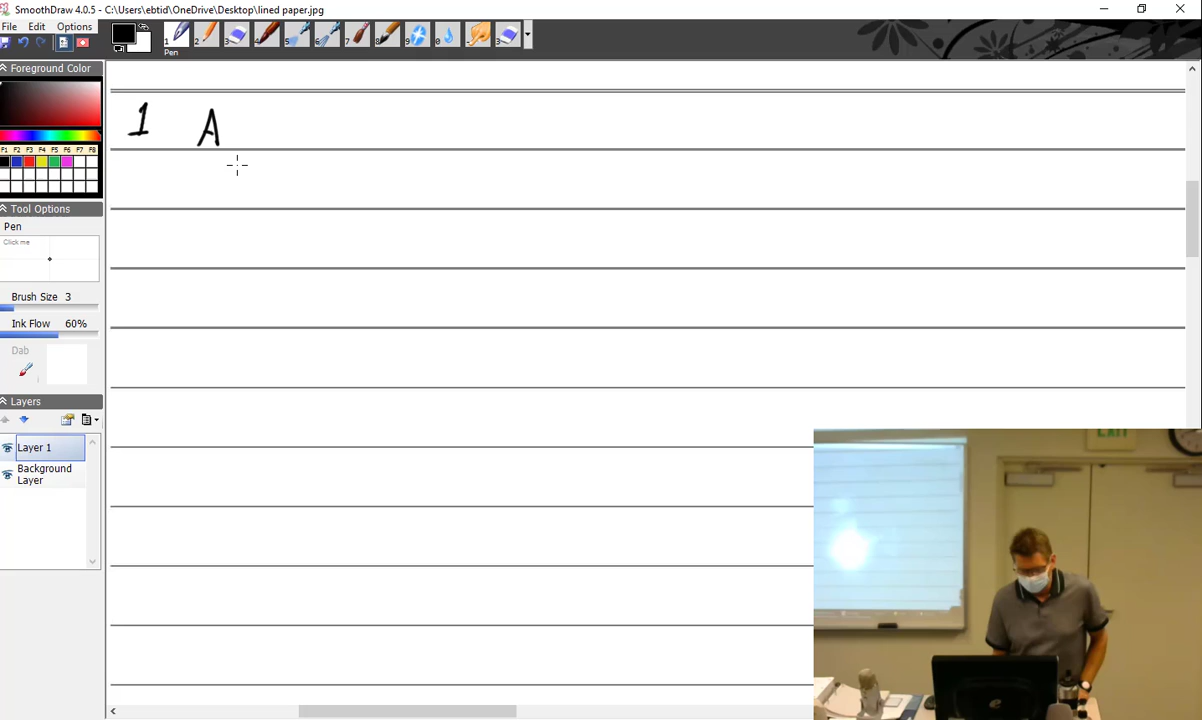 SmoothDraw 4.0.5 - C:\Users\ebtid\OneDrive\Desktop\lined paper.jpg
File Edit Options
Pen
Foreground Color
F1 F2 F3 F4 F5 F6 F7 F8
Tool Options
Pen
Click me
Brush Size 3
Ink Flow 60%
Dab
Layers
Layer 1
Background
Layer
1 A
EXIT